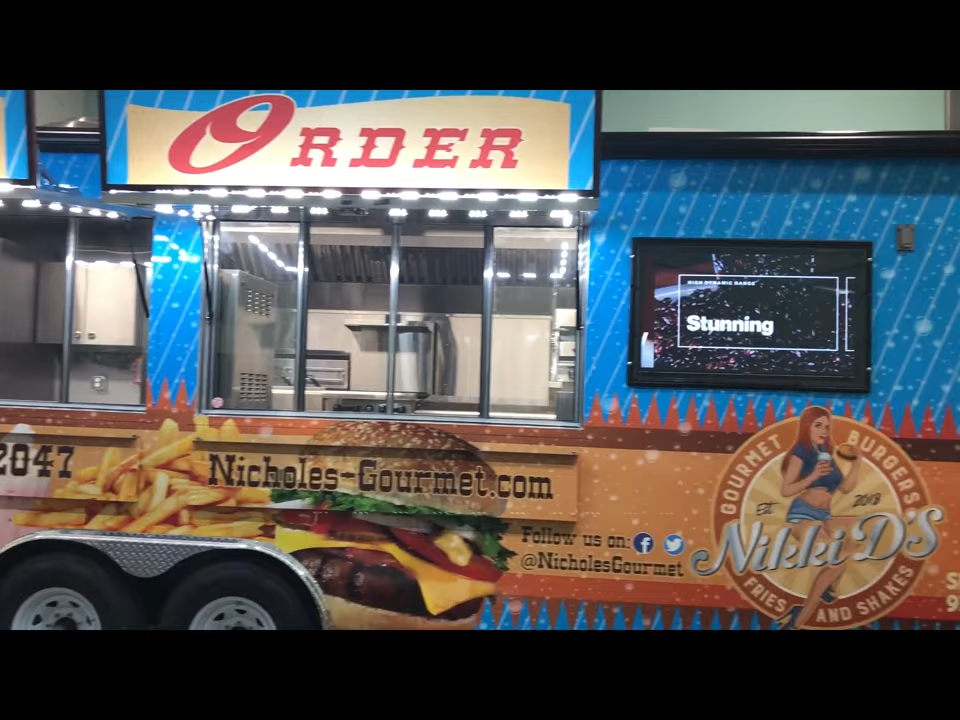 ORDER
HIGH DYNAMIC RANGE
Stunning
2047
Nicholes-Gourmet.com
Follow us on:
@NicholesGourmet
GOURMET BURGERS
EST. 2018
Nikki D'S
FRIES AND SHAKES